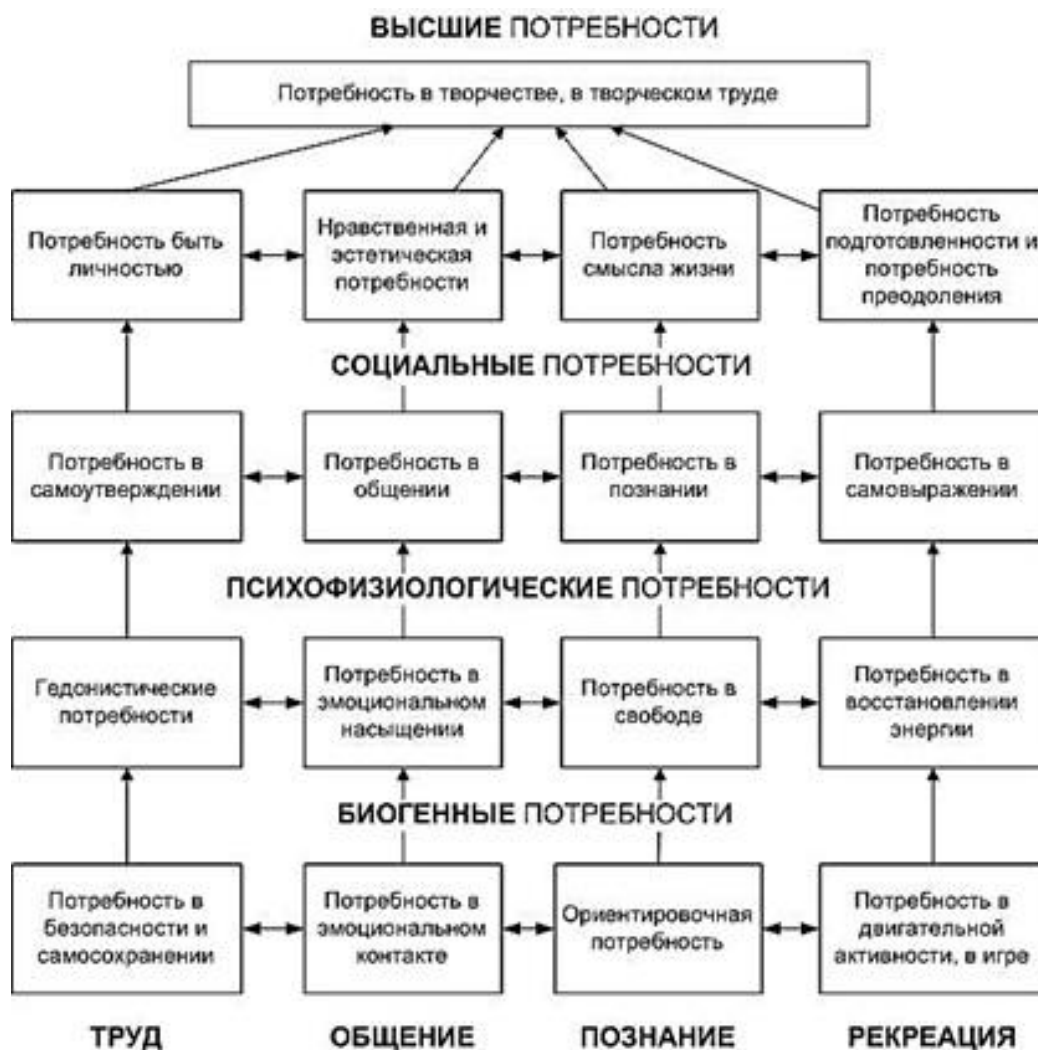 ВЫСШИЕ ПОТРЕБНОСТИ
Потребность в творчестве, в творческом труде
Потребность быть
личностью
Нравственная и
эстетическая
потребности
Потребность
смысла жизни
Потребность
подготовленности и
потребность
преодоления
СОЦИАЛЬНЫЕ ПОТРЕБНОСТИ
Потребность в
самоутверждении
Потребность в
общении
Потребность в
познании
Потребность в
самовыражении
ПСИХОФИЗИОЛОГИЧЕСКИЕ ПОТРЕБНОСТИ
Гедонистические
потребности
Потребность в
эмоциональном
насыщении
Потребность в
свободе
Потребность в
восстановлении
энергии
БИОГЕННЫЕ ПОТРЕБНОСТИ
Потребность в
безопасности и
самосохранении
Потребность в
эмоциональном
контакте
Ориентировочная
потребность
Потребность в
двигательной
активности, в игре
ТРУД
ОБЩЕНИЕ
ПОЗНАНИЕ
РЕКРЕАЦИЯ